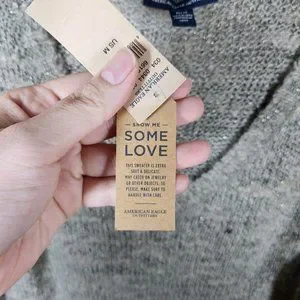 US M
AMERICAN EAGLE
OUTFITTERS
SHOW ME
SOME
LOVE
THIS SWEATER IS EXTRA
SOFT & DELICATE.
MAY CATCH ON JEWELRY
OR OTHER OBJECTS, SO
PLEASE, MAKE SURE TO
HANDLE WITH CARE.
AMERICAN EAGLE
OUTFITTERS